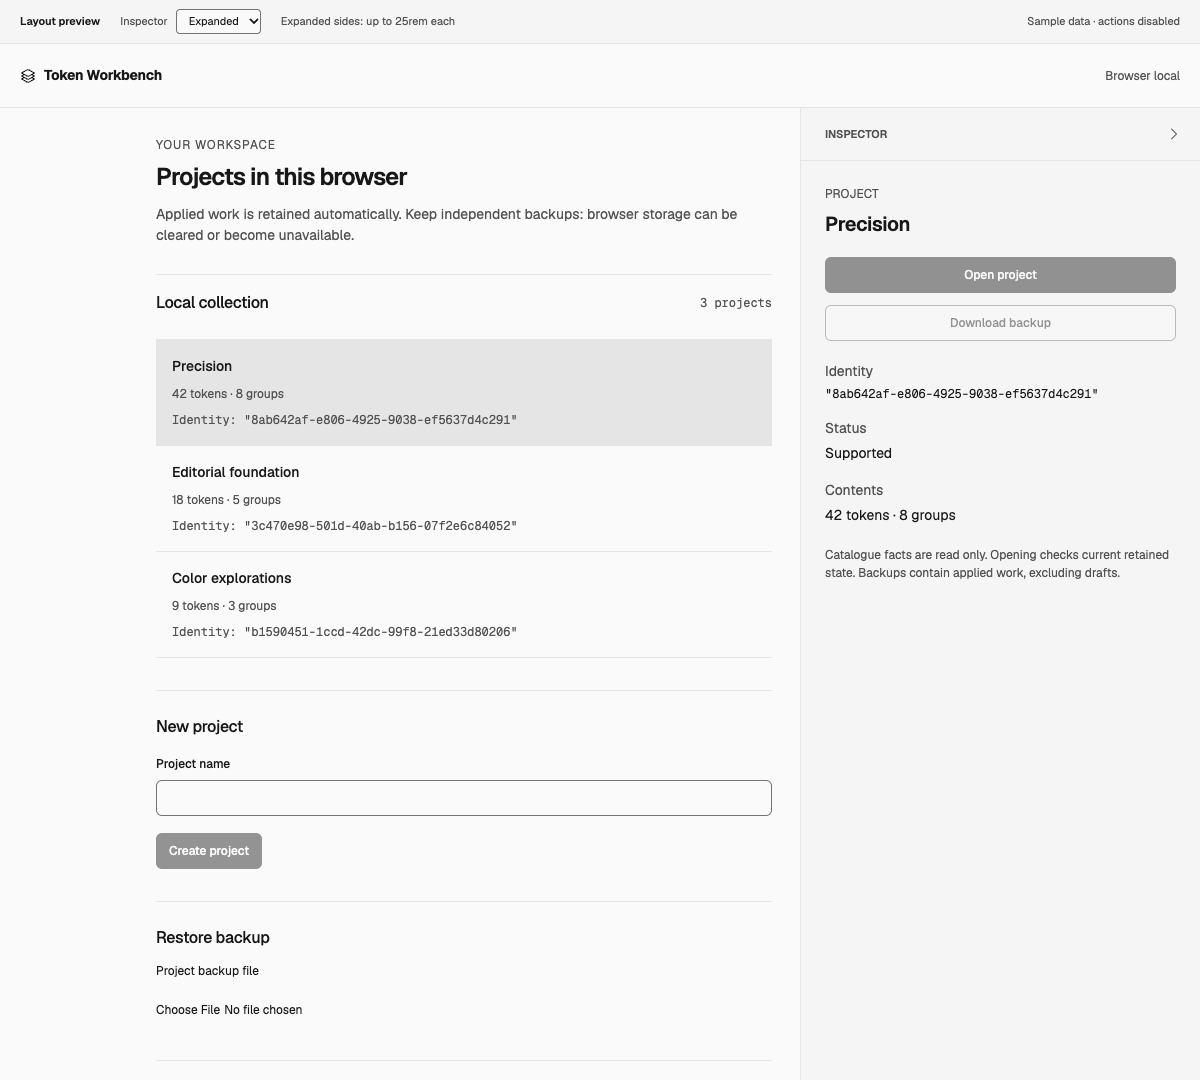 Layout preview
Inspector
Expanded
Expanded sides: up to 25rem each
Sample data · actions disabled
Token Workbench
Browser local
YOUR WORKSPACE
Projects in this browser
Applied work is retained automatically. Keep independent backups: browser storage can be
cleared or become unavailable.
Local collection
3 projects
Precision
42 tokens · 8 groups
Identity: "8ab642af-e806-4925-9038-ef5637d4c291"
Editorial foundation
18 tokens · 5 groups
Identity: "3c470e98-501d-40ab-b156-07f2e6c84052"
Color explorations
9 tokens · 3 groups
Identity: "b1590451-1ccd-42dc-99f8-21ed33d80206"
New project
Project name
Create project
Restore backup
Project backup file
Choose File No file chosen
INSPECTOR
PROJECT
Precision
Open project
Download backup
Identity
"8ab642af-e806-4925-9038-ef5637d4c291"
Status
Supported
Contents
42 tokens · 8 groups
Catalogue facts are read only. Opening checks current retained
state. Backups contain applied work, excluding drafts.